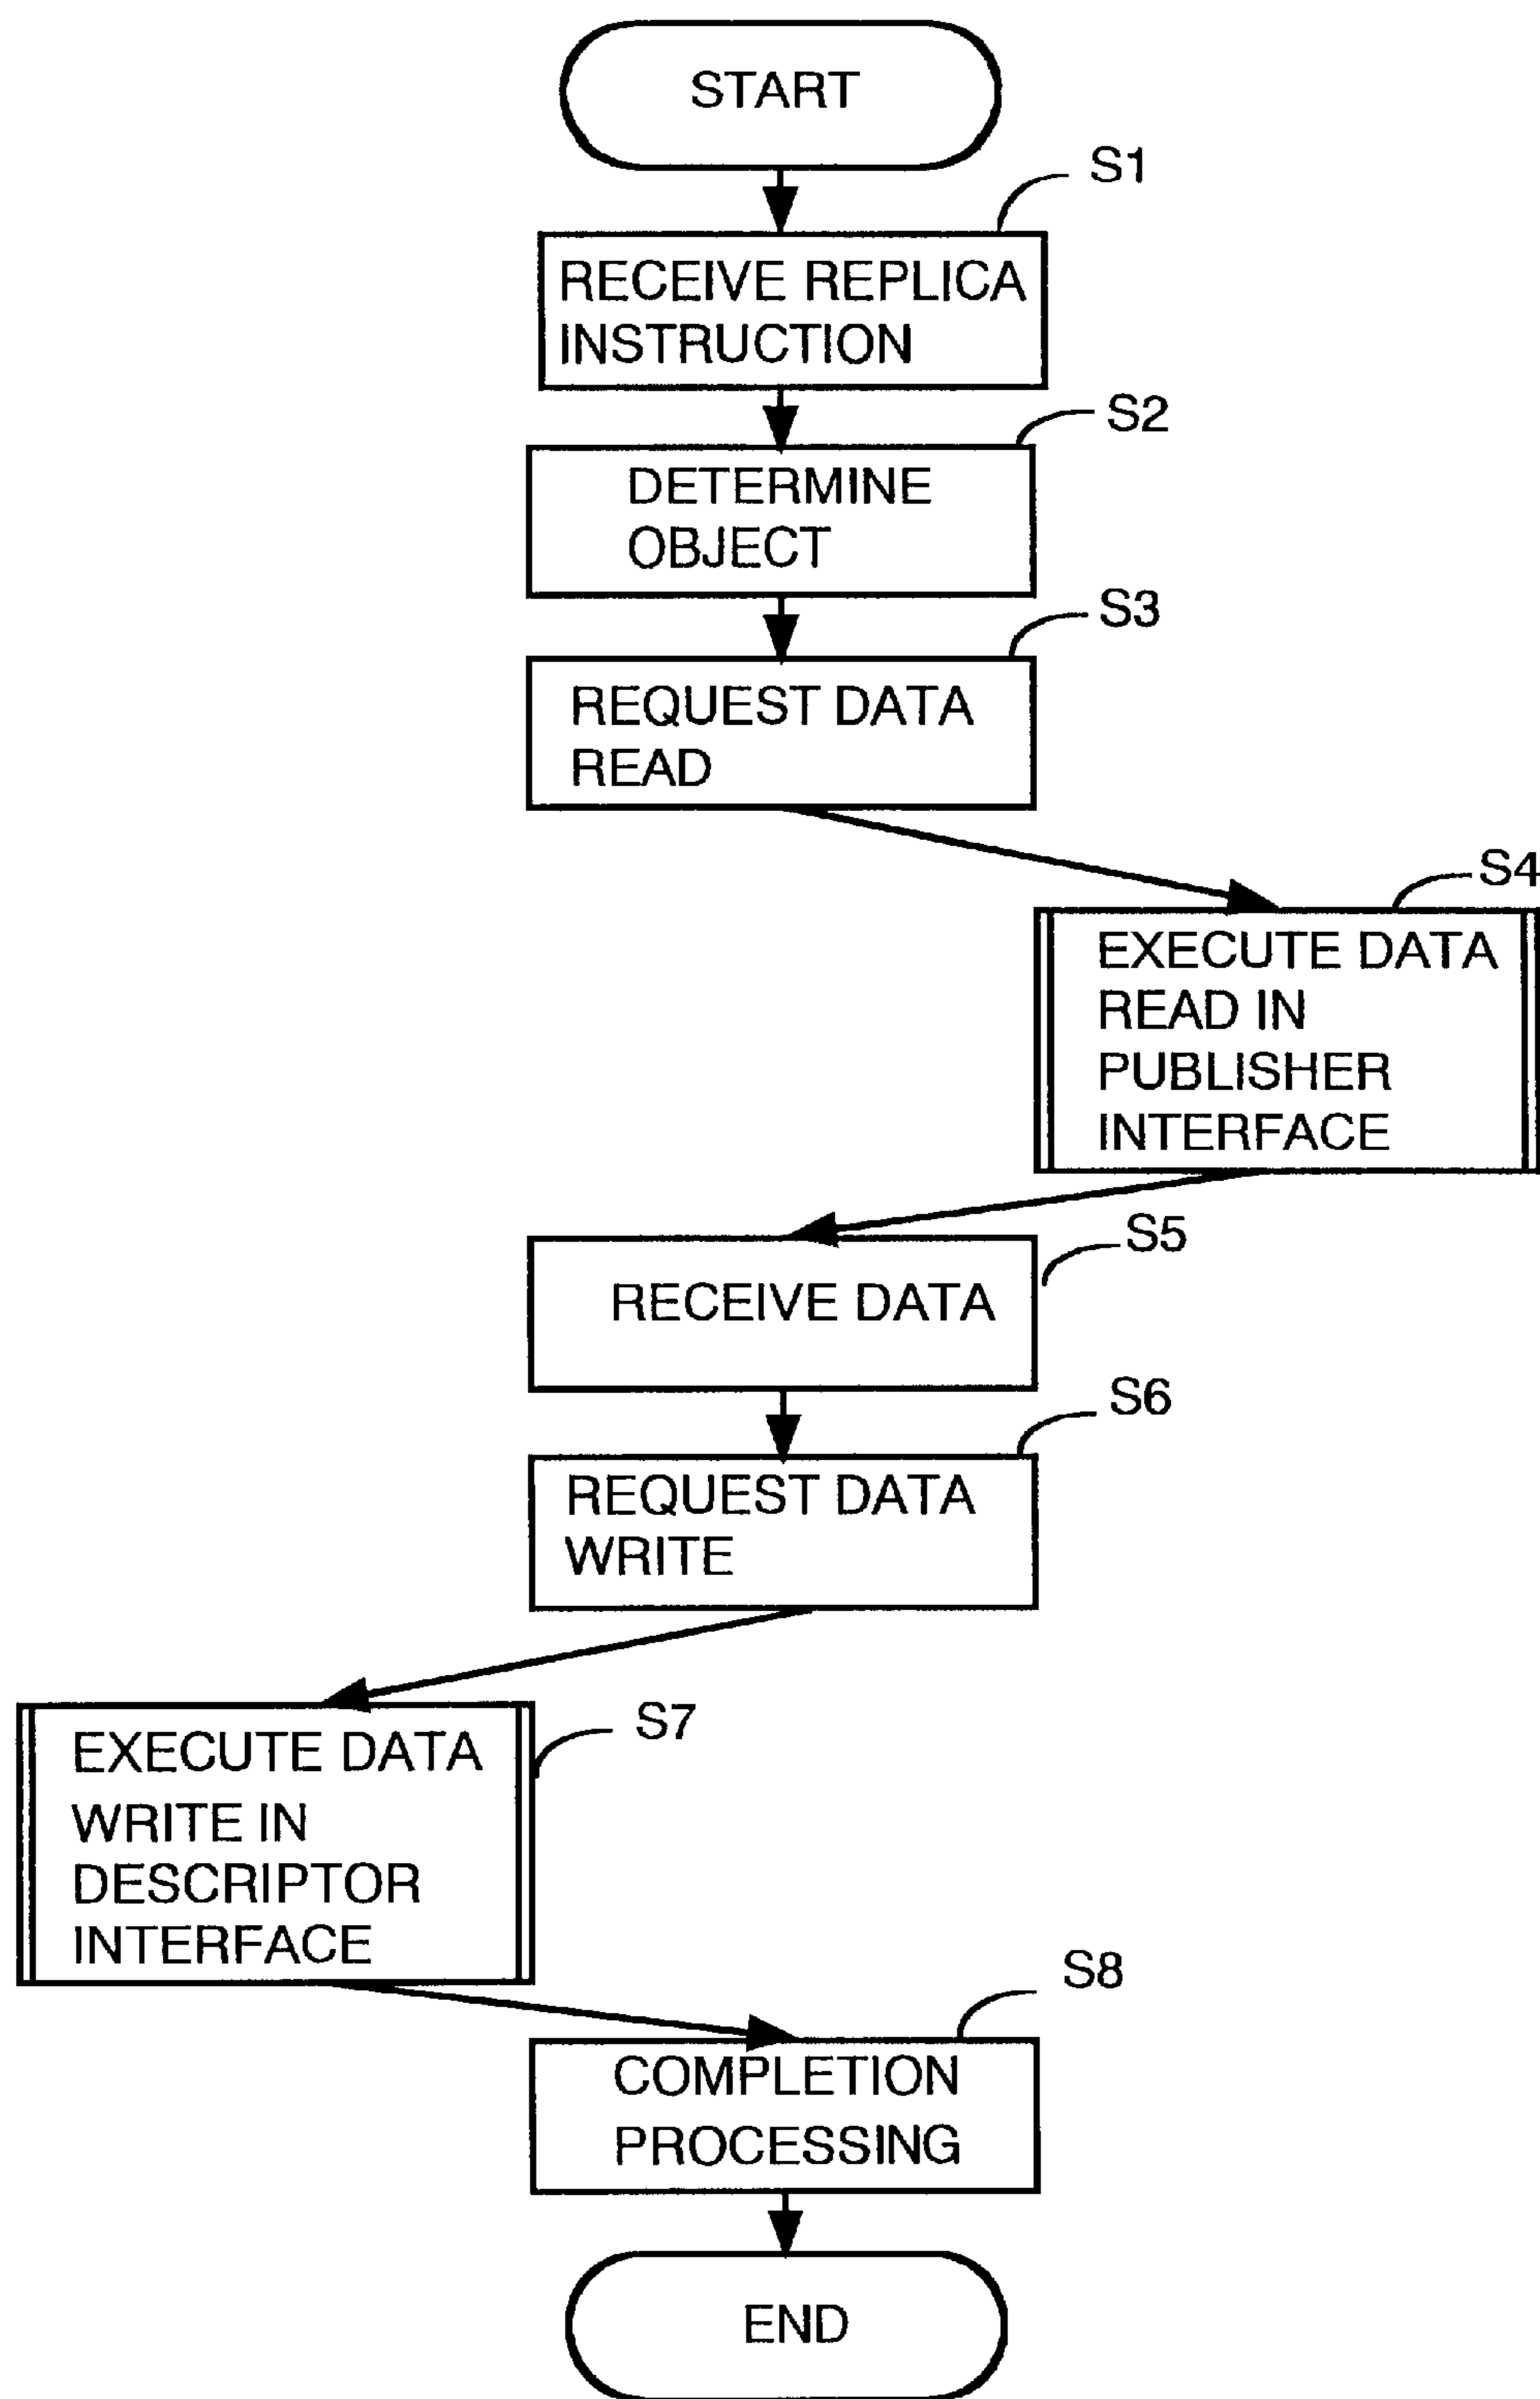 START
S1
RECEIVE REPLICA
INSTRUCTION
S2
DETERMINE
OBJECT
S3
REQUEST DATA
READ
S4
EXECUTE DATA
READ IN
PUBLISHER
INTERFACE
S5
RECEIVE DATA
S6
REQUEST DATA
WRITE
S7
EXECUTE DATA
WRITE IN
DESCRIPTOR
INTERFACE
S8
COMPLETION
PROCESSING
END